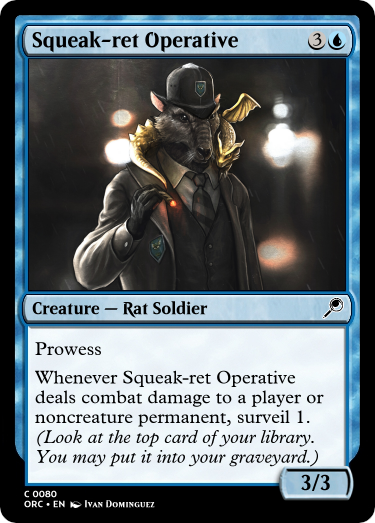 Squeak-ret Operative 3
Creature — Rat Soldier
Prowess
Whenever Squeak-ret Operative
deals combat damage to a player or
noncreature permanent, surveil 1.
(Look at the top card of your library.
You may put it into your graveyard.)
3/3
C 0080
ORC • EN Ivan Dominguez